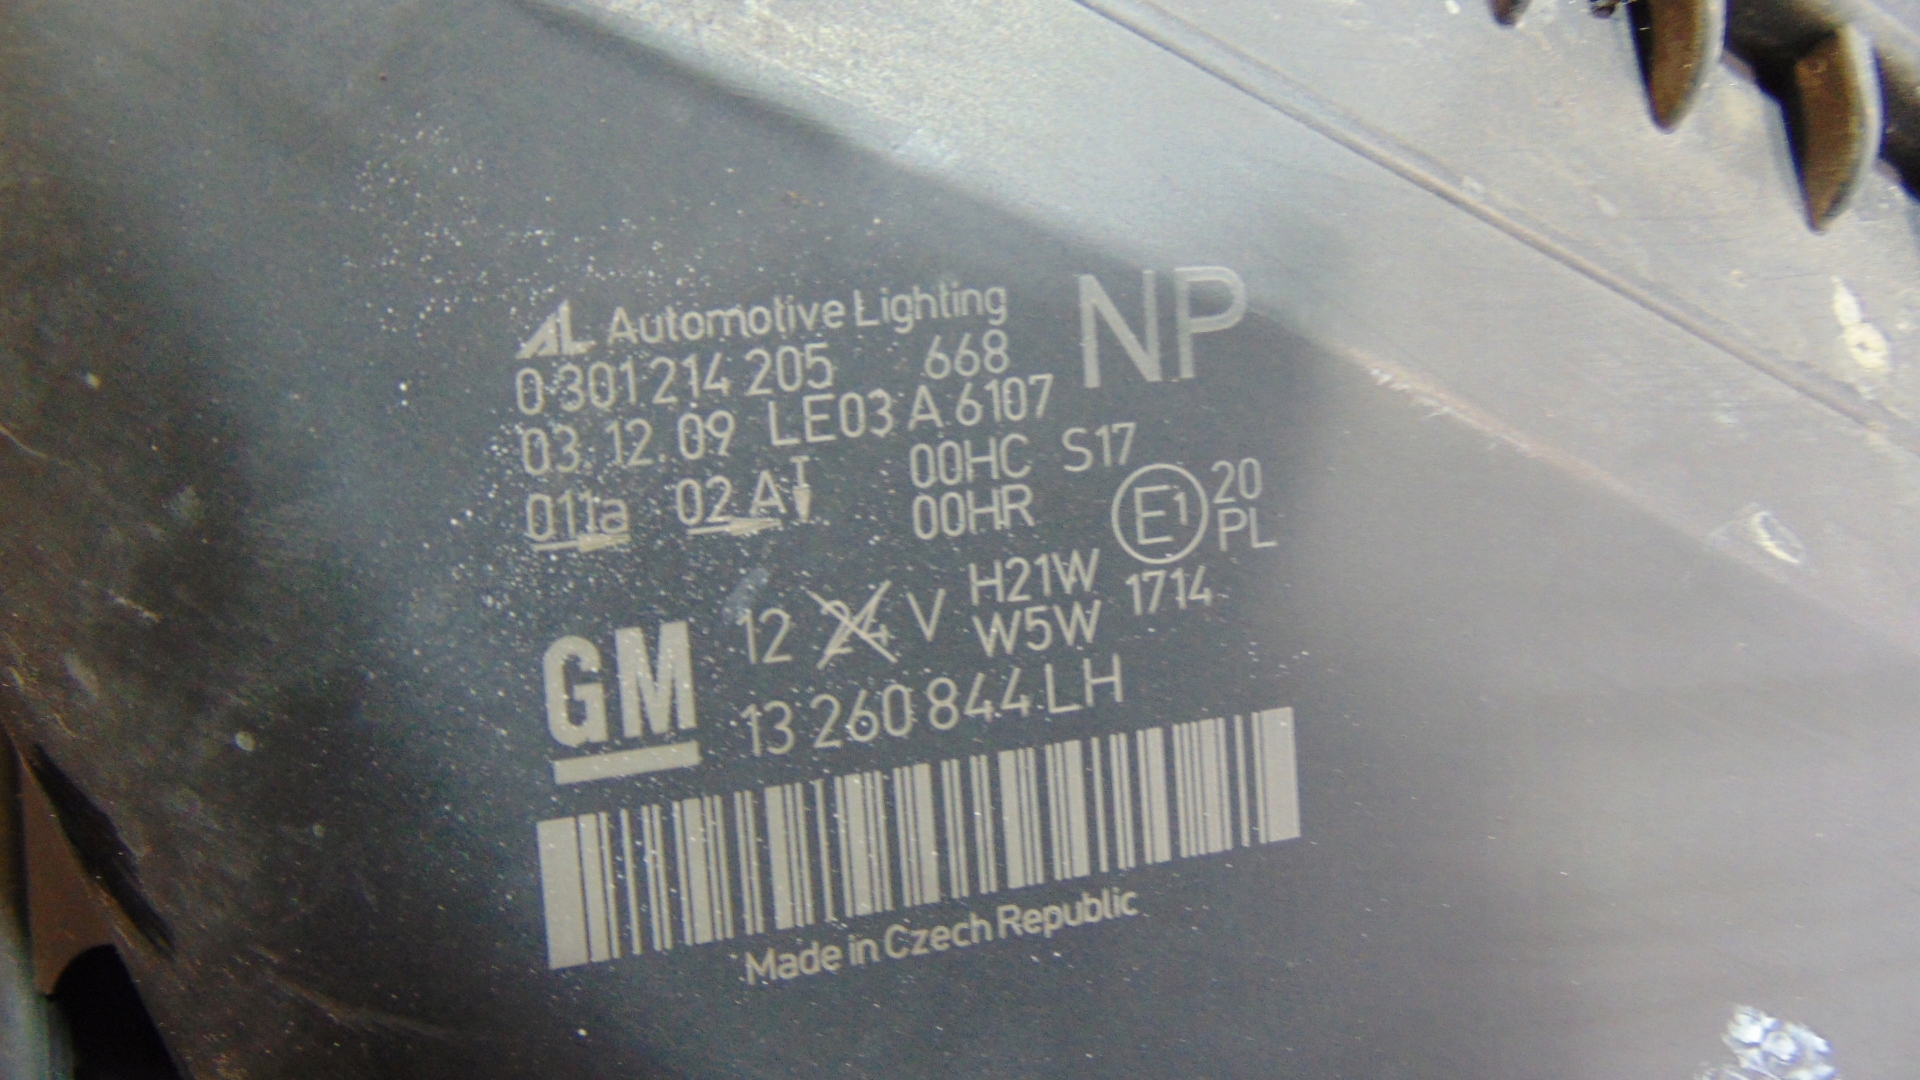 AL Automotive Lighting NP
0 301 214 205 668
03.12.09 LE03 A 6107
011a 02 A 00HC S17
00HR E1 20 PL
12 24 V H21W 1714
W5W
GM 13 260 844 LH
Made in Czech Republic